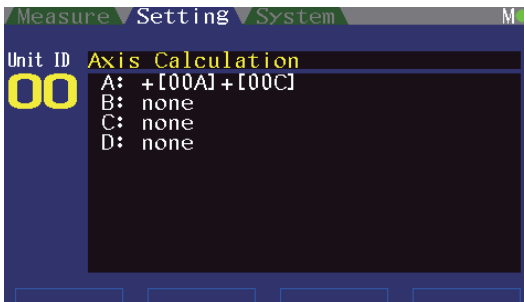 Measure Setting System M
Unit ID Axis Calculation
00
A: +[00A]+[00C]
B: none
C: none
D: none